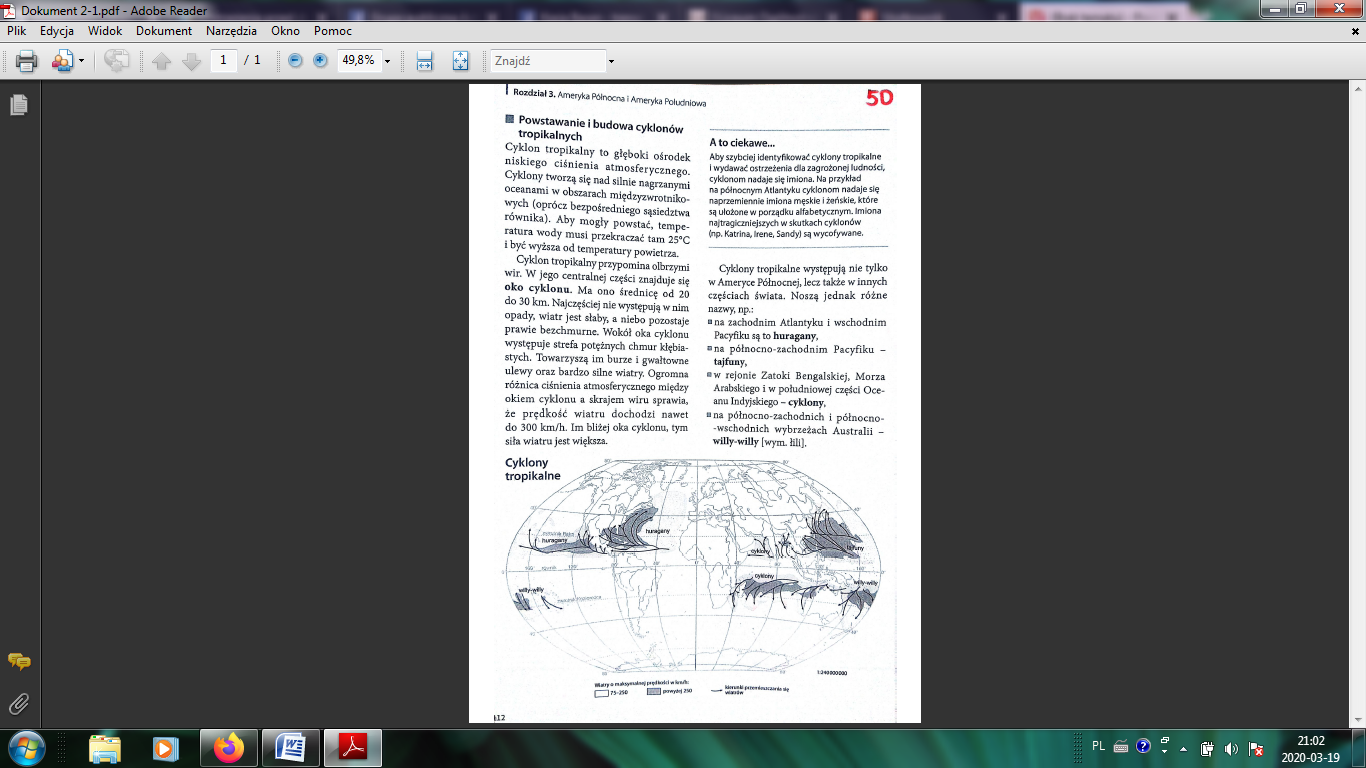 Dokument 2-1.pdf - Adobe Reader
Plik Edycja Widok Dokument Narzędzia Okno Pomoc
1 / 1 49,8% Znajdź
Rozdział 3. Ameryka Północna i Ameryka Południowa
5D
Powstawanie i budowa cyklonów
tropikalnych
Cyklon tropikalny to głęboki ośrodek
niskiego ciśnienia atmosferycznego.
Cyklony tworzą się nad silnie nagrzanymi
oceanami w obszarach międzyzwrotniko-
wych (oprócz bezpośredniego sąsiedztwa
równika). Aby mogły powstać, tempe-
ratura wody musi przekraczać tam 25°C
i być wyższa od temperatury powietrza.
Cyklon tropikalny przypomina olbrzymi
wir. W jego centralnej części znajduje się
oko cyklonu. Ma ono średnicę od 20
do 30 km. Najczęściej nie występują w nim
opady, wiatr jest słaby, a niebo pozostaje
prawie bezchmurne. Wokół oka cyklonu
występuje strefa potężnych chmur kłębia-
stych. Towarzyszą im burze i gwałtowne
ulewy oraz bardzo silne wiatry. Ogromna
różnica ciśnienia atmosferycznego między
okiem cyklonu a skrajem wiru sprawia,
że prędkość wiatru dochodzi nawet
do 300 km/h. Im bliżej oka cyklonu, tym
siła wiatru jest większa.
A to ciekawe...
Aby szybciej identyfikować cyklony tropikalne
i wydawać ostrzeżenia dla zagrożonej ludności,
cyklonom nadaje się imiona. Na przykład
na północnym Atlantyku cyklonom nadaje się
naprzemiennie imiona męskie i żeńskie, które
są ułożone w porządku alfabetycznym. Imiona
najtragiczniejszych w skutkach cyklonów
(np. Katrina, Irene, Sandy) są wycofywane.
Cyklony tropikalne występują nie tylko
w Ameryce Północnej, lecz także w innych
częściach świata. Noszą jednak różne
nazwy, np.:
na zachodnim Atlantyku i wschodnim
Pacyfiku są to huragany,
na północno-zachodnim Pacyfiku –
tajfuny,
w rejonie Zatoki Bengalskiej, Morza
Arabskiego i w południowej części Oce-
anu Indyjskiego – cyklony,
na północno-zachodnich i północno-
-wschodnich wybrzeżach Australii –
willy-willy [wym. łili].
Cyklony
tropikalne
huragany
huragany
cyklony
tajfuny
cyklony
willy-willy
willy-willy
1:240000000
Wiatry o maksymalnej prędkości w km/h:
75–250
powyżej 250
kierunki przemieszczania się
wiatrów
112
PL
21:02
2020-03-19